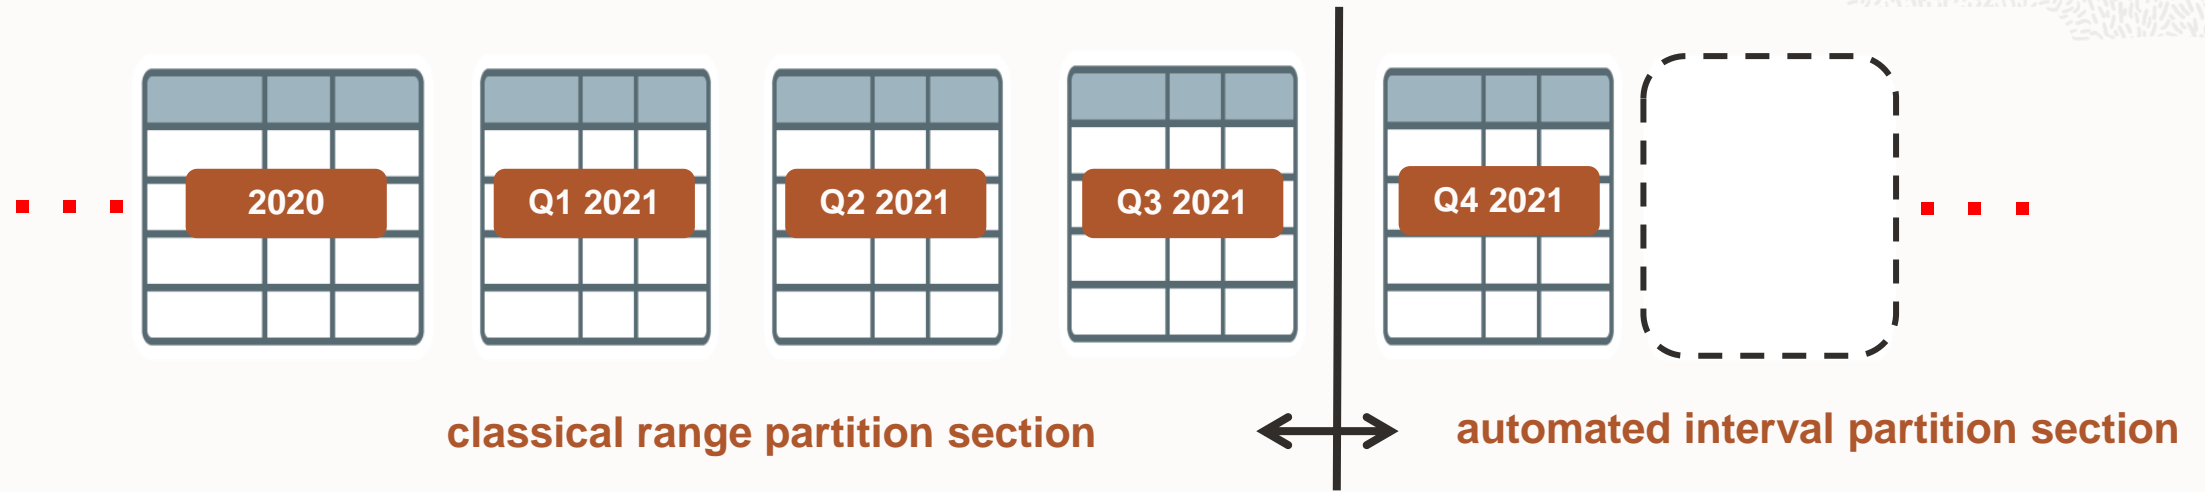 2020
Q1 2021
Q2 2021
Q3 2021
Q4 2021
classical range partition section
automated interval partition section